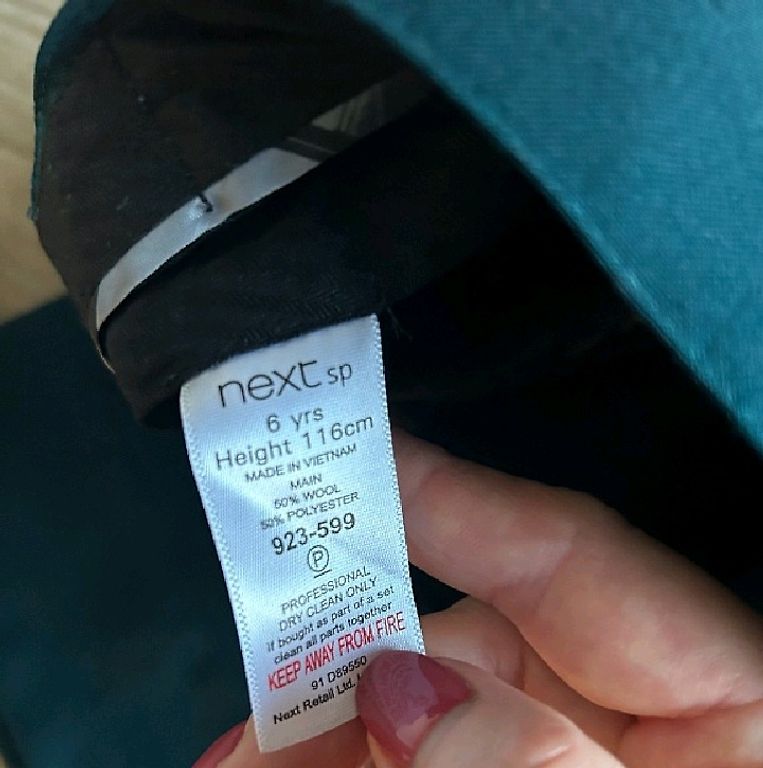 next sp
6 yrs
Height 116cm
MADE IN VIETNAM
MAIN
50% WOOL
50% POLYESTER
923-599
P
PROFESSIONAL
DRY CLEAN ONLY
If bought as part of a set
clean all parts together
KEEP AWAY FROM FIRE
91 D89550
Next Retail Ltd.